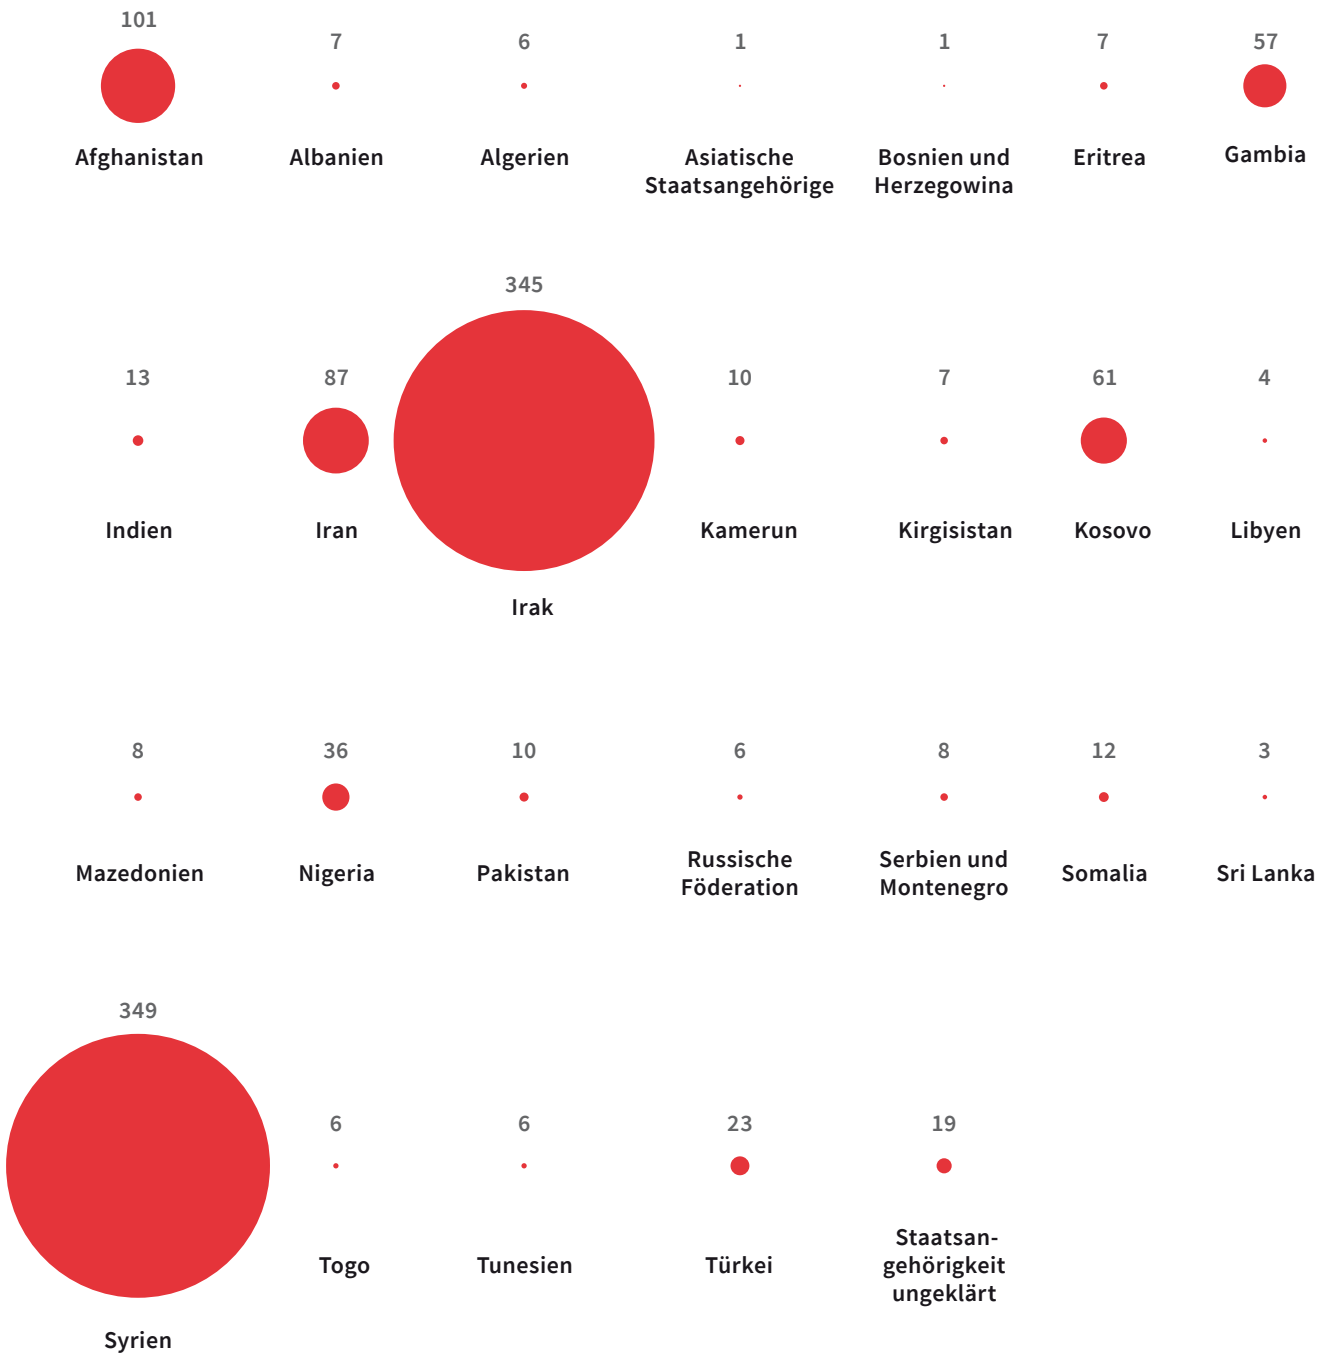 101
7
6
1
1
7
57
Afghanistan
Albanien
Algerien
Asiatische
Staatsangehörige
Bosnien und
Herzegowina
Eritrea
Gambia
13
87
345
10
7
61
4
Indien
Iran
Irak
Kamerun
Kirgisistan
Kosovo
Libyen
8
36
10
6
8
12
3
Mazedonien
Nigeria
Pakistan
Russische
Föderation
Serbien und
Montenegro
Somalia
Sri Lanka
349
6
6
23
19
Syrien
Togo
Tunesien
Türkei
Staatsan-
gehörigkeit
ungeklärt